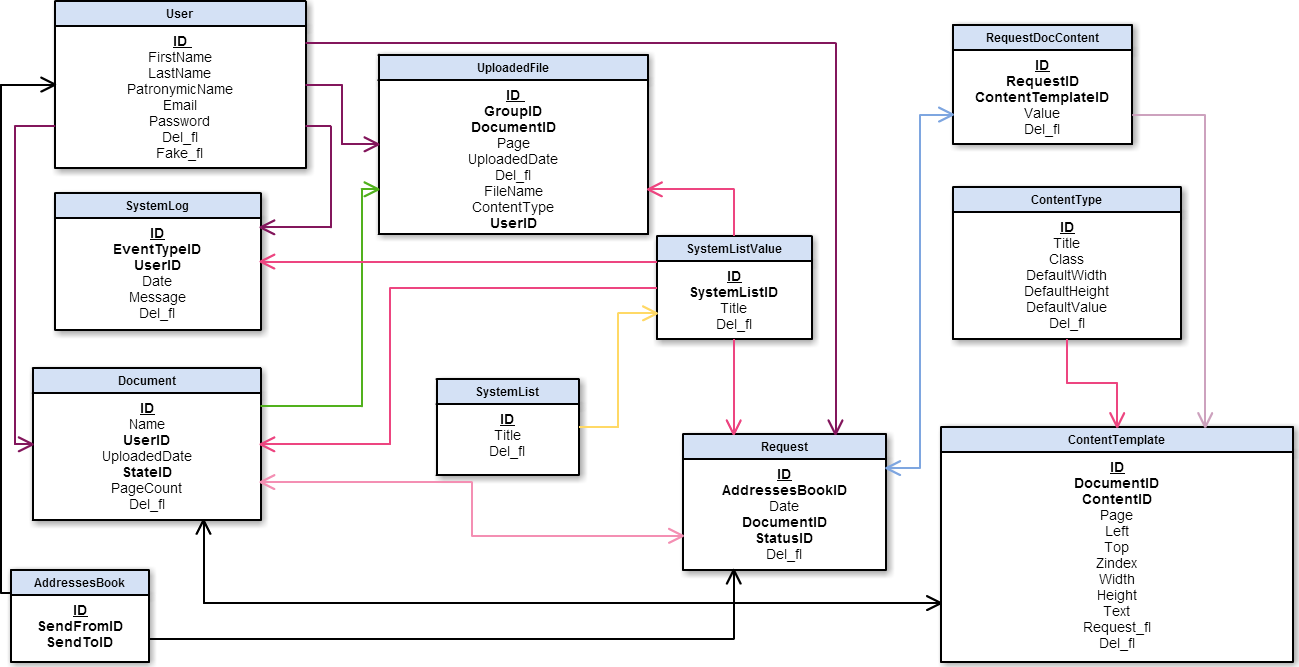 User
ID
FirstName
LastName
PatronymicName
Email
Password
Del_fl
Fake_fl
UploadedFile
ID
GroupID
DocumentID
Page
UploadedDate
Del_fl
FileName
ContentType
UserID
RequestDocContent
ID
RequestID
ContentTemplateID
Value
Del_fl
SystemLog
ID
EventTypeID
UserID
Date
Message
Del_fl
SystemListValue
ID
SystemListID
Title
Del_fl
ContentType
ID
Title
Class
DefaultWidth
DefaultHeight
DefaultValue
Del_fl
Document
ID
Name
UserID
UploadedDate
StateID
PageCount
Del_fl
SystemList
ID
Title
Del_fl
Request
ID
AddressesBookID
Date
DocumentID
StatusID
Del_fl
ContentTemplate
ID
DocumentID
ContentID
Page
Left
Top
Zindex
Width
Height
Text
Request_fl
Del_fl
AddressesBook
ID
SendFromID
SendToID